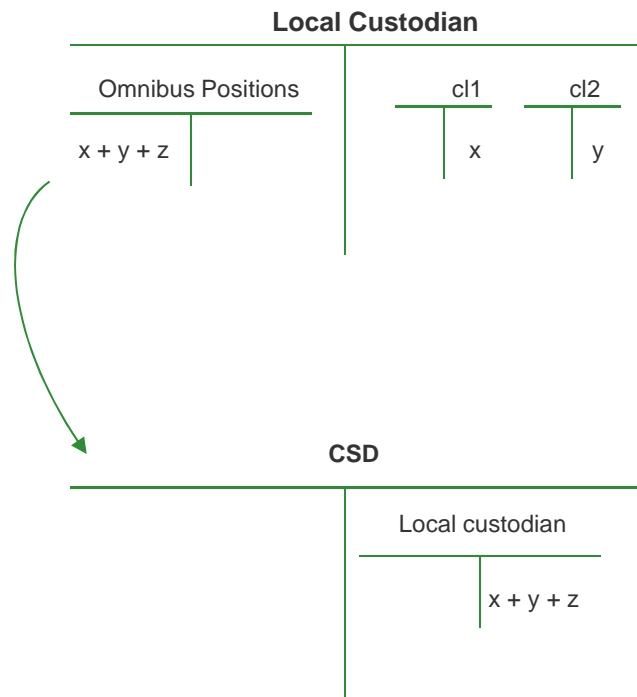 Local Custodian
Omnibus Positions
cl1
cl2
x + y + z
x
y
CSD
Local custodian
x + y + z